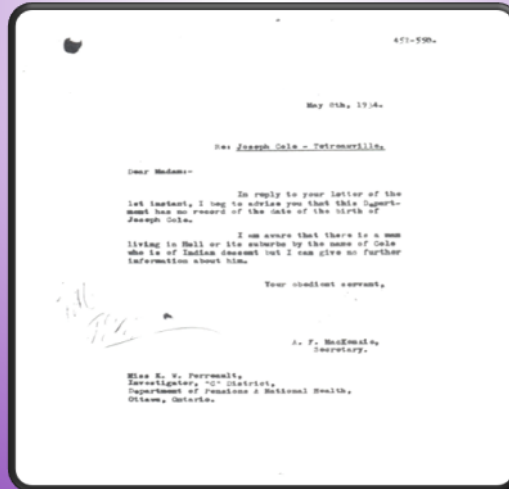 May 8th, 1934.
Re: Joseph Cole - Tetreauville.
Dear Madam:-
In reply to your letter of the
1st instant, I beg to advise you that this Depart-
ment has no record of the date of the birth of
Joseph Cole.
I am aware that there is a man
living in Hull or its suburbs by the name of Cole
who is of Indian descent but I can give no further
information about him.
Your obedient servant,
A. F. MacKenzie,
Secretary.
Miss K. W. Perreault,
Investigator, "C" District,
Department of Pensions & National Health,
Ottawa, Ontario.